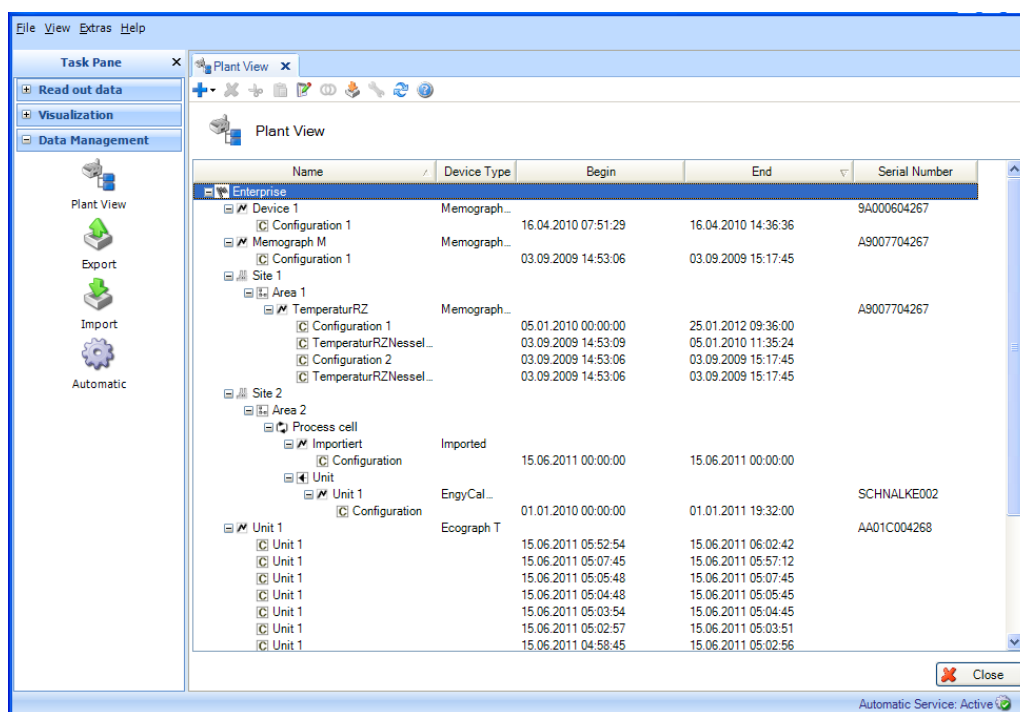 File View Extras Help
Task Pane
Read out data
Visualization
Data Management
Plant View
Export
Import
Automatic
Plant View
Plant View
Name Device Type Begin End Serial Number
Enterprise
Device 1 Memograph... 9A000604267
C Configuration 1 16.04.2010 07:51:29 16.04.2010 14:36:36
Memograph M Memograph... A9007704267
C Configuration 1 03.09.2009 14:53:06 03.09.2009 15:17:45
Site 1
Area 1
TemperaturRZ Memograph... A9007704267
C Configuration 1 05.01.2010 00:00:00 25.01.2012 09:36:00
C TemperaturRZNessel... 03.09.2009 14:53:09 05.01.2010 11:35:24
C Configuration 2 03.09.2009 14:53:06 03.09.2009 15:17:45
C TemperaturRZNessel... 03.09.2009 14:53:06 03.09.2009 15:17:45
Site 2
Area 2
Process cell
Importiert Imported
C Configuration 15.06.2011 00:00:00 15.06.2011 00:00:00
Unit
Unit 1 EngyCal... SCHNALKE002
C Configuration 01.01.2010 00:00:00 01.01.2011 19:32:00
Unit 1 Ecograph T AA01C004268
C Unit 1 15.06.2011 05:52:54 15.06.2011 06:02:42
C Unit 1 15.06.2011 05:07:45 15.06.2011 05:57:12
C Unit 1 15.06.2011 05:05:48 15.06.2011 05:07:45
C Unit 1 15.06.2011 05:04:48 15.06.2011 05:05:45
C Unit 1 15.06.2011 05:03:54 15.06.2011 05:04:45
C Unit 1 15.06.2011 05:02:57 15.06.2011 05:03:51
C Unit 1 15.06.2011 04:58:45 15.06.2011 05:02:56
Close
Automatic Service: Active